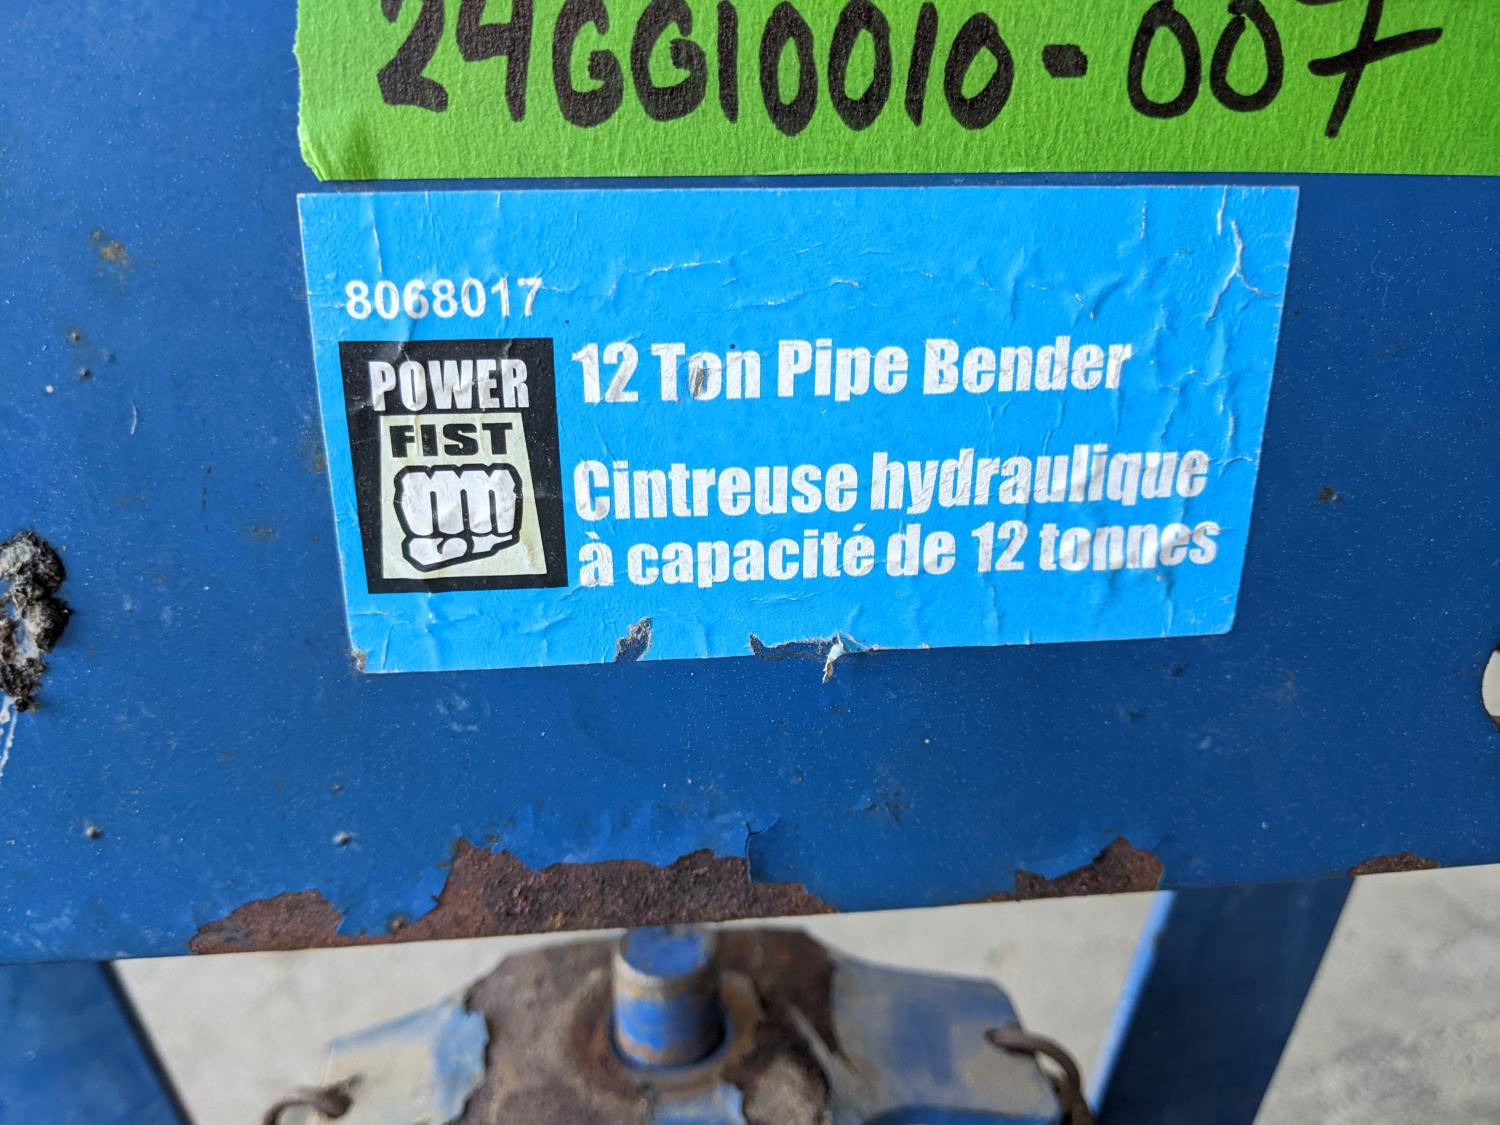 24GG10010-007
8068017
POWER
FIST
12 Ton Pipe Bender
Cintreuse hydraulique
à capacité de 12 tonnes